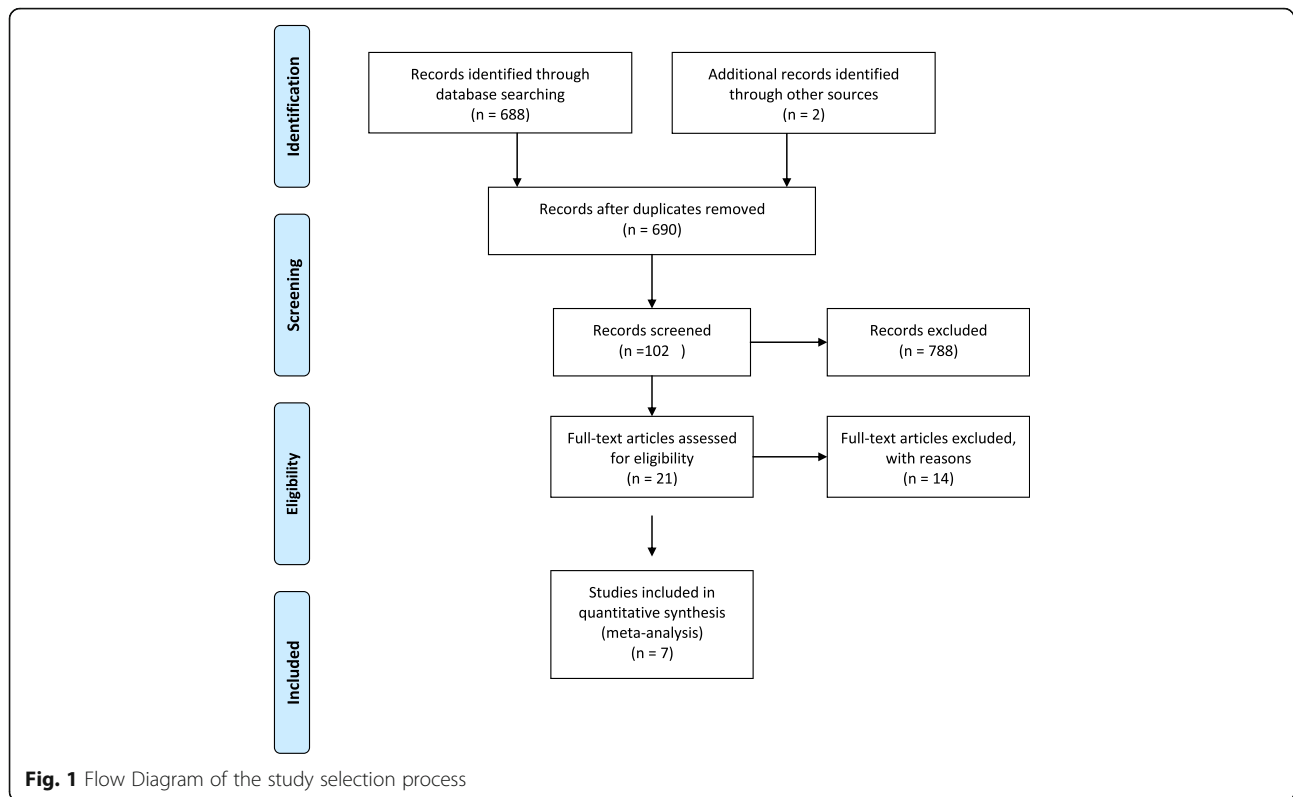 Identification
Records identified through
database searching
(n = 688)
Additional records identified
through other sources
(n = 2)
Records after duplicates removed
(n = 690)
Screening
Records screened
(n =102   )
Records excluded
(n = 788)
Eligibility
Full-text articles assessed
for eligibility
(n = 21)
Full-text articles excluded,
with reasons
(n = 14)
Included
Studies included in
quantitative synthesis
(meta-analysis)
(n = 7)
Fig. 1 Flow Diagram of the study selection process